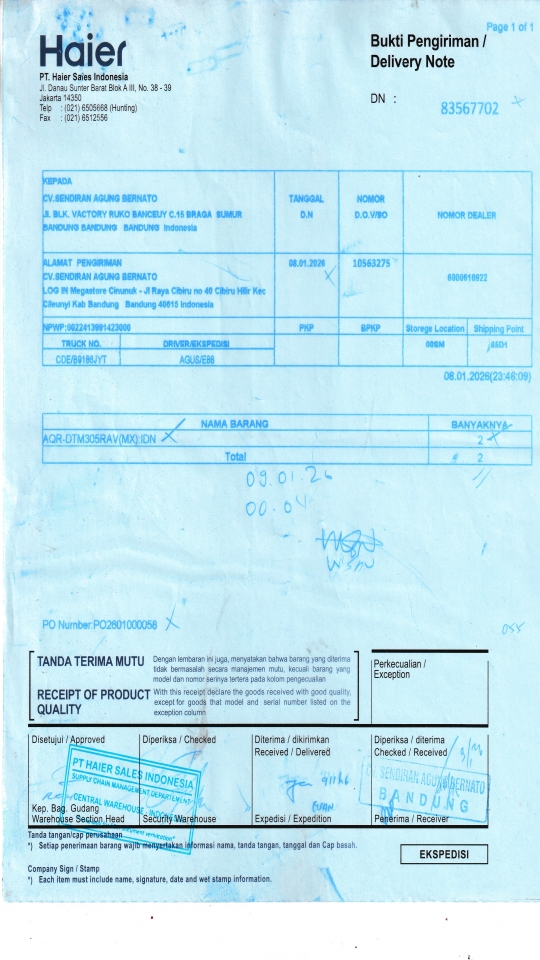 Page 1 of 1
Haier
Bukti Pengiriman /
Delivery Note
PT. Haier Sales Indonesia
Jl. Danau Sunter Barat Blok A III, No. 38 - 39
Jakarta 14350
Telp : (021) 6505668 (Hunting)
Fax : (021) 6512556
DN : 83567702
KEPADA
CV.SENDIRAN AGUNG BERNATO
JL. BLK. VACTORY RUKO BANCEUY C.15 BRAGA SUMUR
BANDUNG BANDUNG BANDUNG Indonesia
TANGGAL
D.N
NOMOR
D.O.V/SO
NOMOR DEALER
ALAMAT PENGIRIMAN
CV.SENDIRAN AGUNG BERNATO
LOG IN Megastore Cinunuk - Jl Raya Cibiru no 40 Cibiru Hilir Kec
Cileunyi Kab Bandung Bandung 40615 Indonesia
08.01.2026
10563275
6000610922
NPWP:0022413991423000
PKP
BPKP
Storege Location
Shipping Point
TRUCK NO.
DRIVER/EKSPEDISI
00SM
CDE/B9186JYT
AGUS/E88
08.01.2026(23:46:09)
NAMA BARANG
BANYAKNYA
AQR-DTM305RAV(MX):IDN
2
Total
2
09.01.26
00.04
PO Number:PO2601000058
055
TANDA TERIMA MUTU
Dengan lembaran ini juga, menyatakan bahwa barang yang diterima
tidak bermasalah secara manajemen mutu, kecuali barang yang
model dan nomor serinya tertera pada kolom pengecualian
RECEIPT OF PRODUCT
QUALITY
With this receipt declare the goods received with good quality,
except for goods that model and serial number listed on the
exception column
Perkecualian /
Exception
Disetujui / Approved
Diperiksa / Checked
Diterima / dikirimkan
Received / Delivered
Diperiksa / diterima
Checked / Received
PT HAIER SALES INDONESIA
SUPPLY CHAIN MANAGEMENT DEPARTEMENT
CENTRAL WAREHOUSE
CV. SENDIRAN AGUNG BERNATO
BANDUNG
Kep. Bag. Gudang
Warehouse Section Head
Security Warehouse
Expedisi / Expedition
Penerima / Receiver
Tanda tangan/cap perusahaan
*) Setiap penerimaan barang wajib menyertakan informasi nama, tanda tangan, tanggal dan Cap basah.
EKSPEDISI
Company Sign / Stamp
*) Each item must include name, signature, date and wet stamp information.